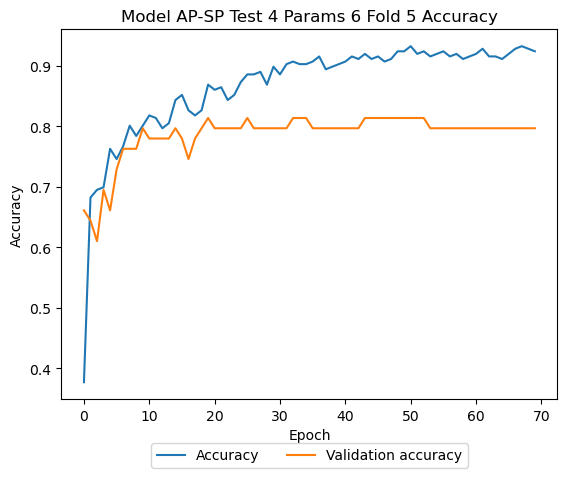 Model AP-SP Test 4 Params 6 Fold 5 Accuracy
0.9
0.8
0.7
0.6
0.5
0.4
Accuracy
0 10 20 30 40 50 60 70
Epoch
Accuracy Validation accuracy